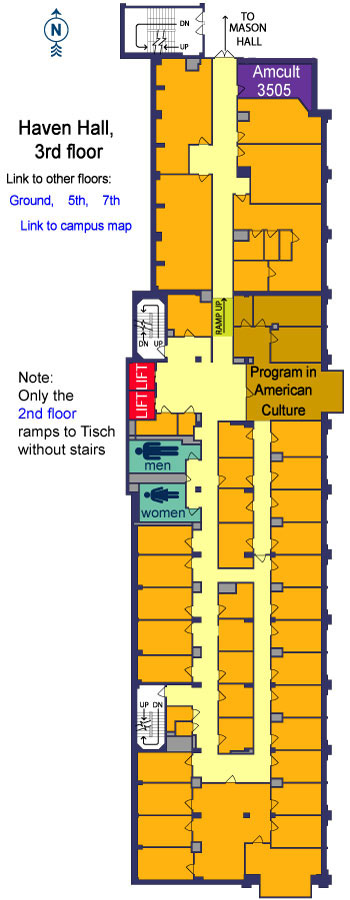 N
TO
MASON
HALL
DN
UP
Amcult
3505
Haven Hall,
3rd floor
Link to other floors:
Ground, 5th, 7th
Link to campus map
RAMP UP
DN UP
LIFT LIFT
LIFT LIFT
Program in
American
Culture
Note:
Only the
2nd floor
ramps to Tisch
without stairs
men
women
UP DN